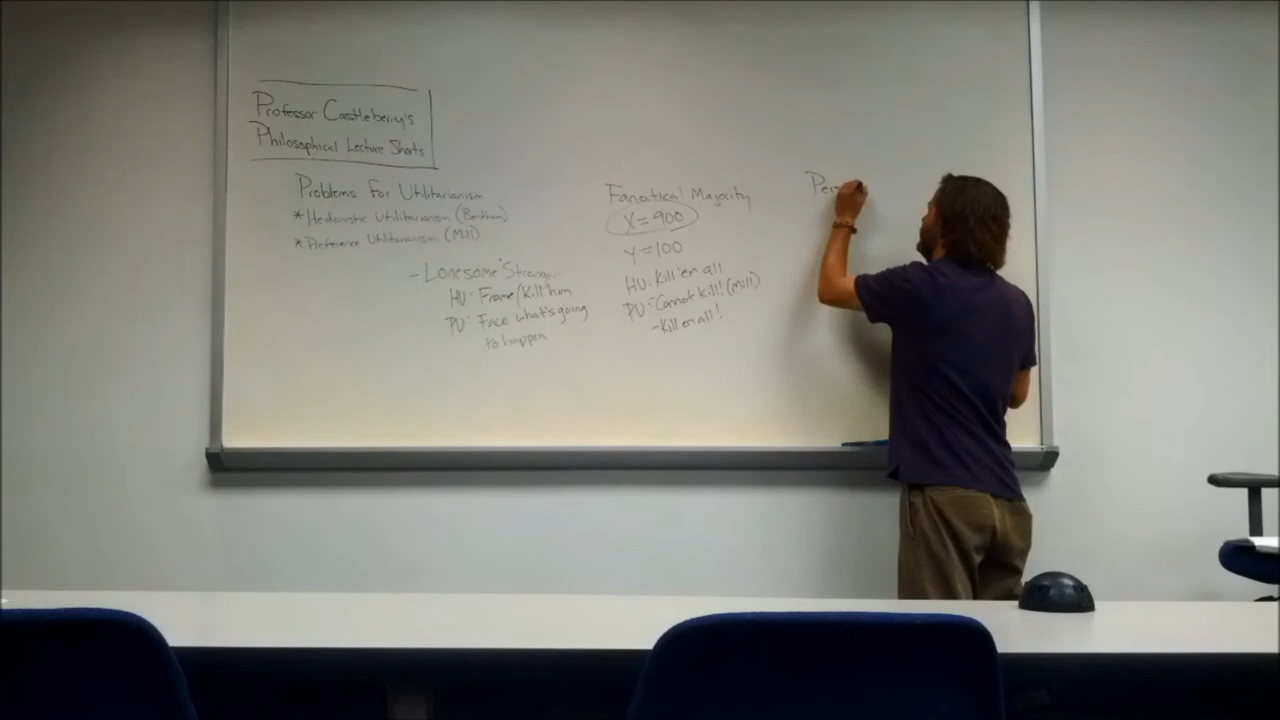 Professor Castleberry's
Philosophical Lecture Shorts
Problems for Utilitarianism
* Hedonistic Utilitarianism (Bentham)
* Preference Utilitarianism (Mill)
- "Lonesome" Stranger
HU: Frame/Kill him
PU: Face what's going
to happen
Fanatical Majority
X=900
Y=100
HU: Kill 'em all
PU: Cannot kill! (Mill)
-Kill em all!
Per